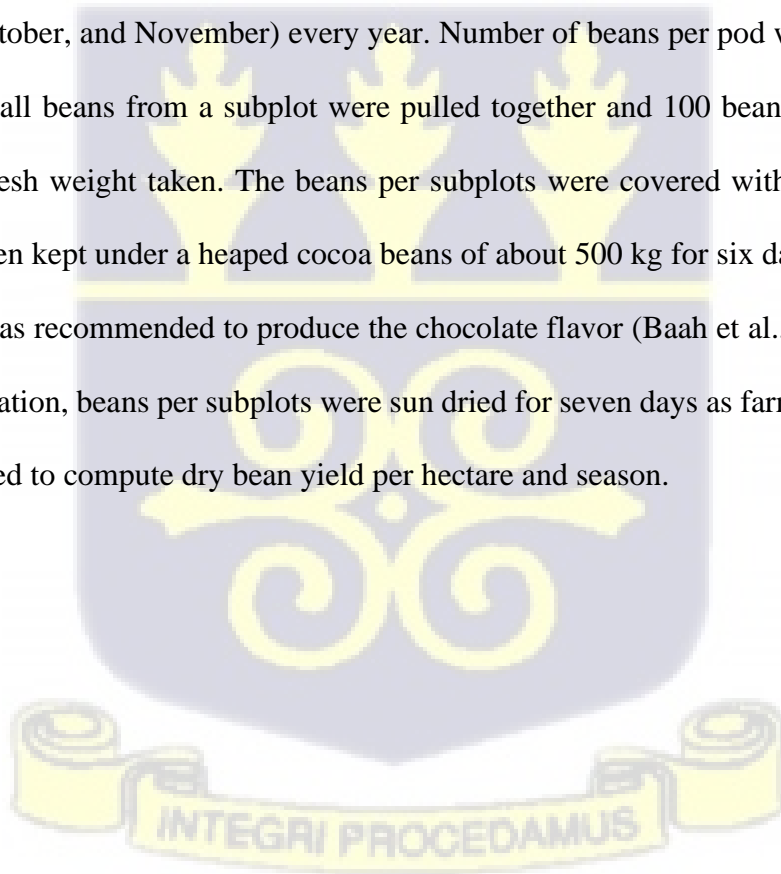 tober, and November) every year. Number of beans per pod
all beans from a subplot were pulled together and 100 bean
esh weight taken. The beans per subplots were covered with
en kept under a heaped cocoa beans of about 500 kg for six da
as recommended to produce the chocolate flavor (Baah et al.
ation, beans per subplots were sun dried for seven days as farm
ed to compute dry bean yield per hectare and season.
INTEGRI PROCEDAMUS